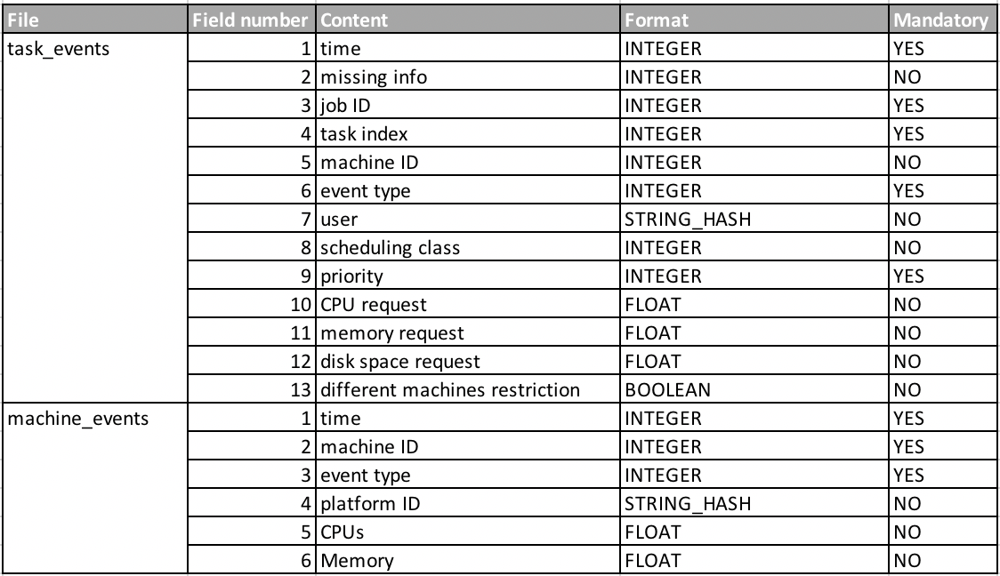 File Field number Content Format Mandatory
task_events 1 time INTEGER YES
2 missing info INTEGER NO
3 job ID INTEGER YES
4 task index INTEGER YES
5 machine ID INTEGER NO
6 event type INTEGER YES
7 user STRING_HASH NO
8 scheduling class INTEGER NO
9 priority INTEGER YES
10 CPU request FLOAT NO
11 memory request FLOAT NO
12 disk space request FLOAT NO
13 different machines restriction BOOLEAN NO
machine_events 1 time INTEGER YES
2 machine ID INTEGER YES
3 event type INTEGER YES
4 platform ID STRING_HASH NO
5 CPUs FLOAT NO
6 Memory FLOAT NO